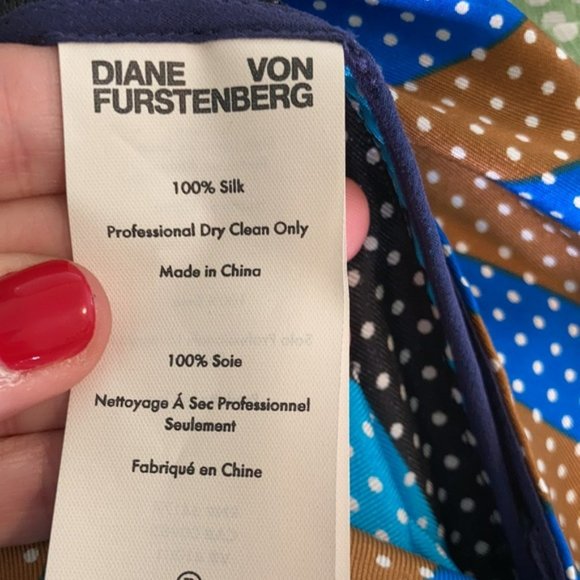 DIANE VON
FURSTENBERG
100% Silk
Professional Dry Clean Only
Made in China
100% Soie
Nettoyage Á Sec Professionnel
Seulement
Fabriqué en Chine